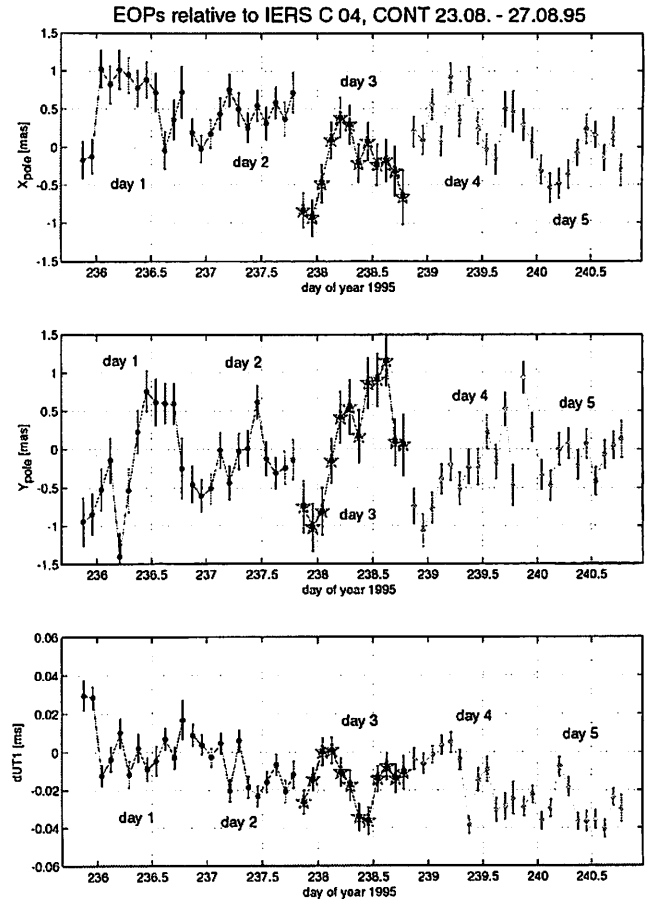 EOPs relative to IERS C 04, CONT 23.08. - 27.08.95
1.5
1
0.5
0
-0.5
-1
-1.5
Xpole [mas]
day 1
day 2
day 3
day 4
day 5
236 236.5 237 237.5 238 238.5 239 239.5 240 240.5
day of year 1995
1.5
1
0.5
0
-0.5
-1
-1.5
Ypole [mas]
day 1
day 2
day 3
day 4
day 5
236 236.5 237 237.5 238 238.5 239 239.5 240 240.5
day of year 1995
0.06
0.04
0.02
0
-0.02
-0.04
-0.06
dUT1 [ms]
day 1
day 2
day 3
day 4
day 5
236 236.5 237 237.5 238 238.5 239 239.5 240 240.5
day of year 1995